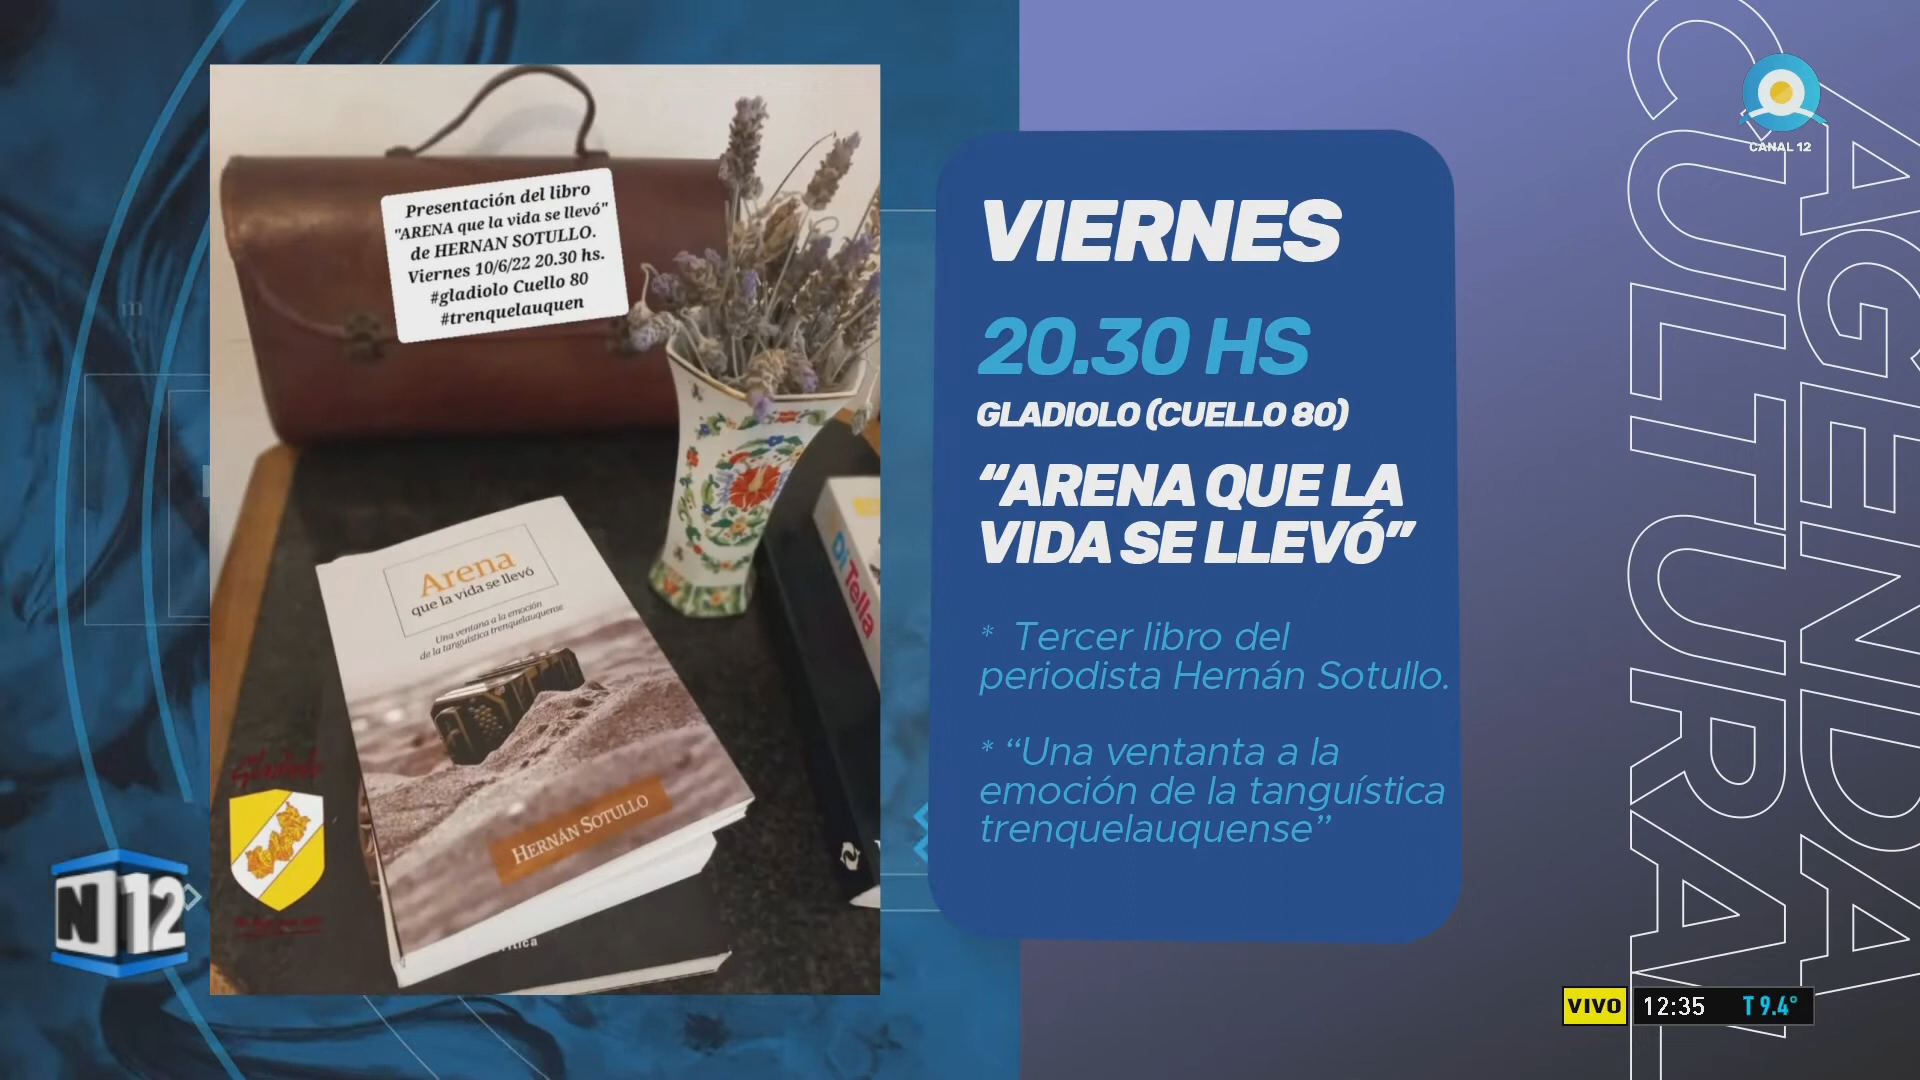 Presentación del libro
"ARENA que la vida se llevó"
de HERNAN SOTULLO.
Viernes 10/6/22 20.30 hs.
#gladiolo Cuello 80
#trenquelauquen
Arena
que la vida se llevó
Una ventana a la emoción
de la tanguística trenquelauquense
HERNÁN SOTULLO
Di Tella
N12
VIERNES
20.30 HS
GLADIOLO (CUELLO 80)
“ARENA QUE LA
VIDA SE LLEVÓ”
* Tercer libro del
periodista Hernán Sotullo.
* “Una ventanta a la
emoción de la tanguística
trenquelauquense”
AGENDA
CULTURAL
CANAL 12
VIVO 12:35 T 9.4°